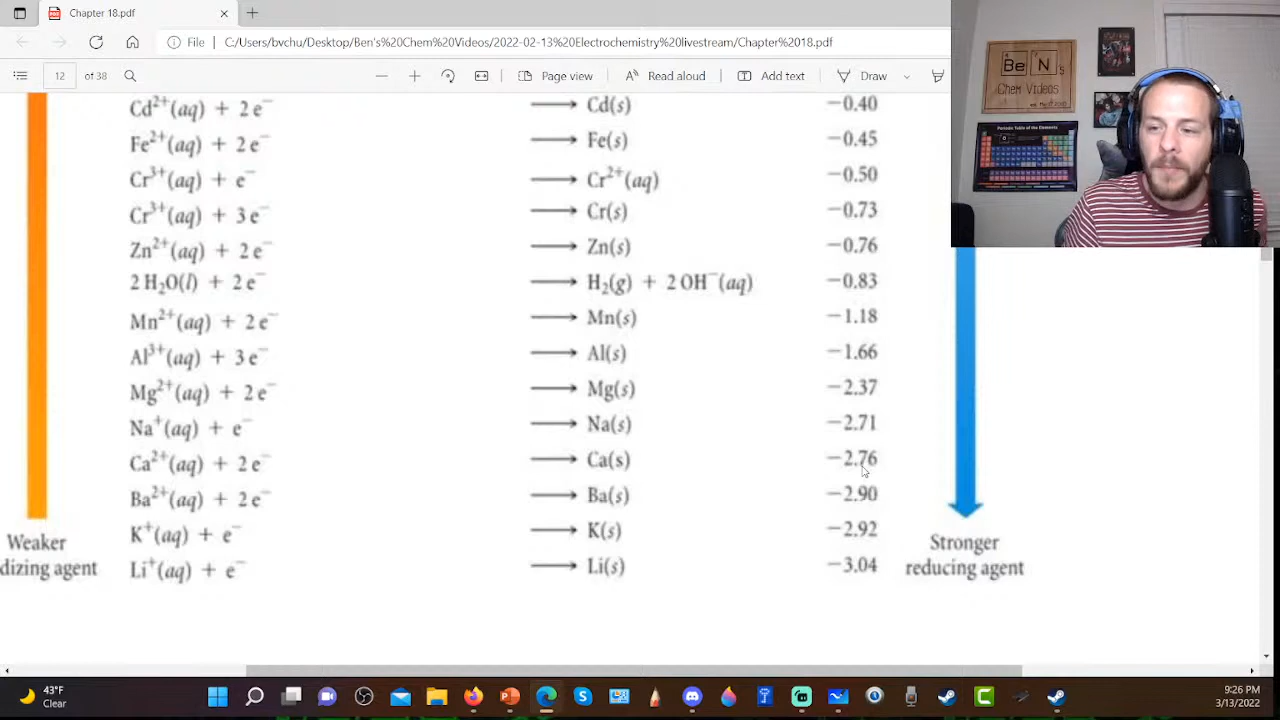 Chapter 18.pdf
File
C:/Users/bvchu/Desktop/Ben's%20 %20Videos/2022-02-13%20Electrochemistry%20livestream/Chapter%2018.pdf
12 of 38
Page view
Read aloud
Add text
Draw
Be N's
Chem Videos
Periodic Table of the Elements
Cd²⁺(aq) + 2 e⁻ ⟶ Cd(s) −0.40
Fe²⁺(aq) + 2 e⁻ ⟶ Fe(s) −0.45
Cr³⁺(aq) + e⁻ ⟶ Cr²⁺(aq) −0.50
Cr³⁺(aq) + 3 e⁻ ⟶ Cr(s) −0.73
Zn²⁺(aq) + 2 e⁻ ⟶ Zn(s) −0.76
2 H₂O(l) + 2 e⁻ ⟶ H₂(g) + 2 OH⁻(aq) −0.83
Mn²⁺(aq) + 2 e⁻ ⟶ Mn(s) −1.18
Al³⁺(aq) + 3 e⁻ ⟶ Al(s) −1.66
Mg²⁺(aq) + 2 e⁻ ⟶ Mg(s) −2.37
Na⁺(aq) + e⁻ ⟶ Na(s) −2.71
Ca²⁺(aq) + 2 e⁻ ⟶ Ca(s) −2.76
Ba²⁺(aq) + 2 e⁻ ⟶ Ba(s) −2.90
K⁺(aq) + e⁻ ⟶ K(s) −2.92
Li⁺(aq) + e⁻ ⟶ Li(s) −3.04
Weaker
dizing agent
Stronger
reducing agent
43°F
Clear
9:26 PM
3/13/2022